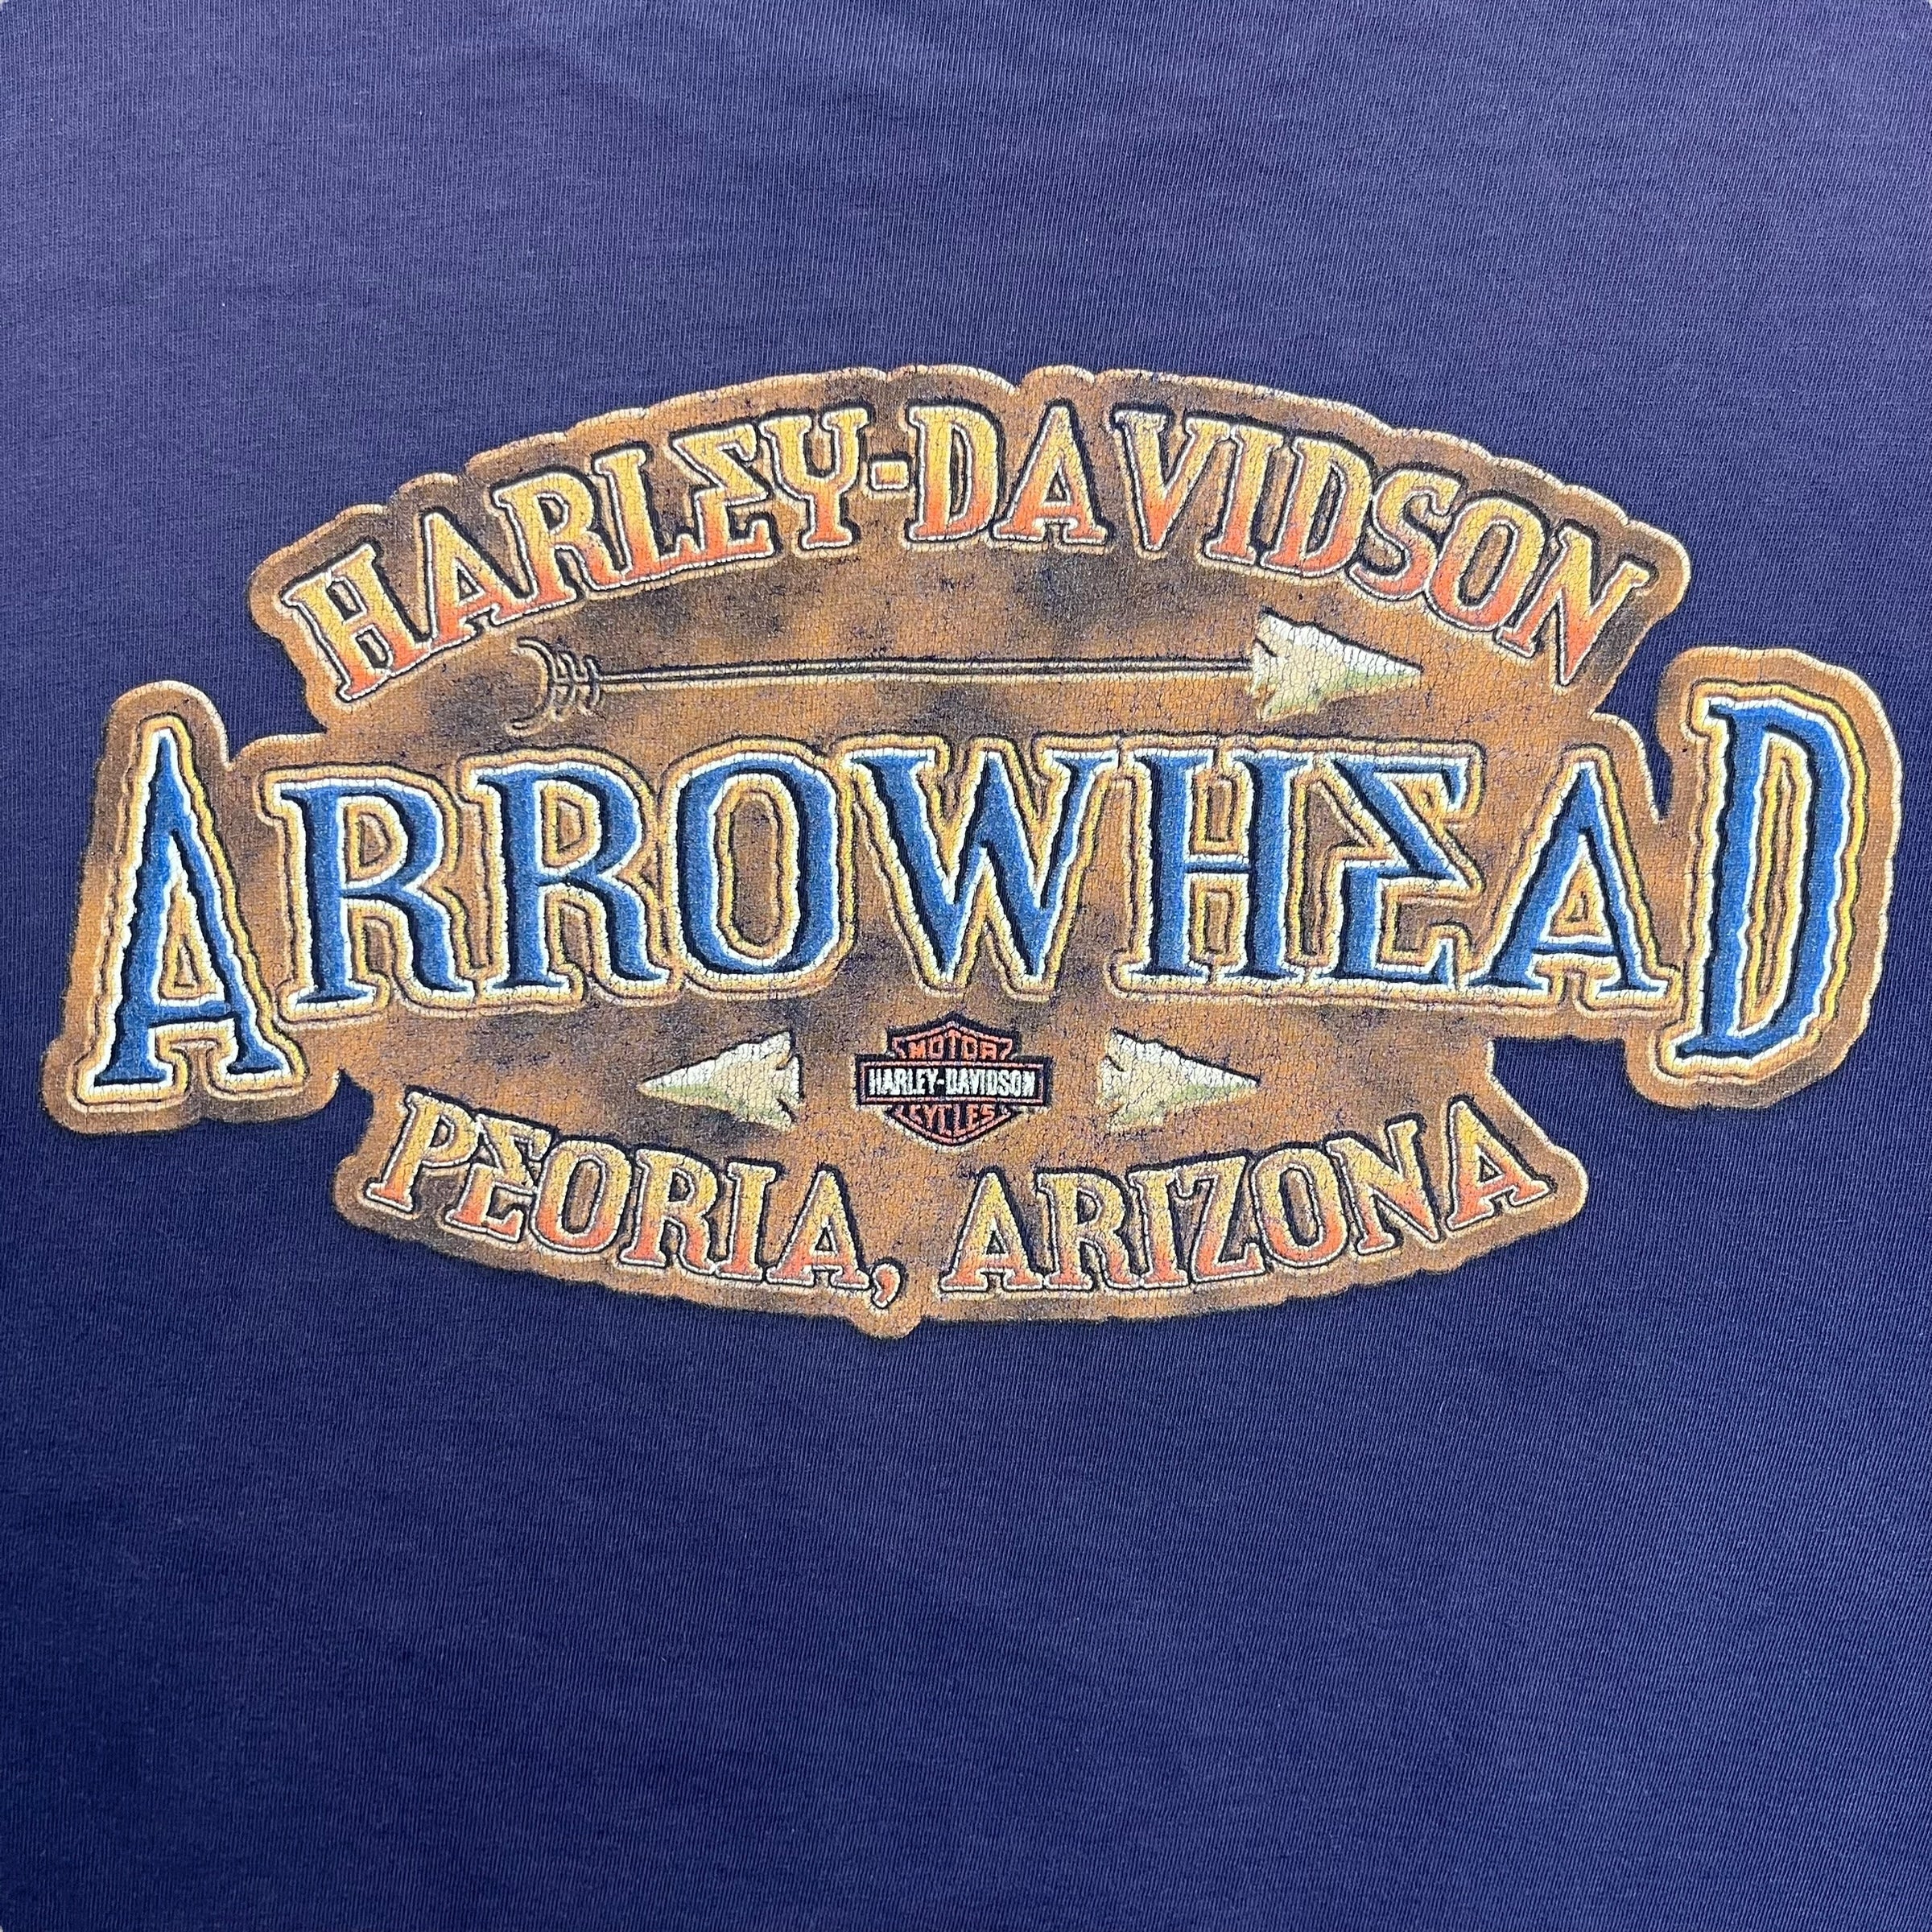 HARLEY-DAVIDSON
ARROWHEAD
MOTOR
HARLEY-DAVIDSON
CYCLES
PEORIA, ARIZONA